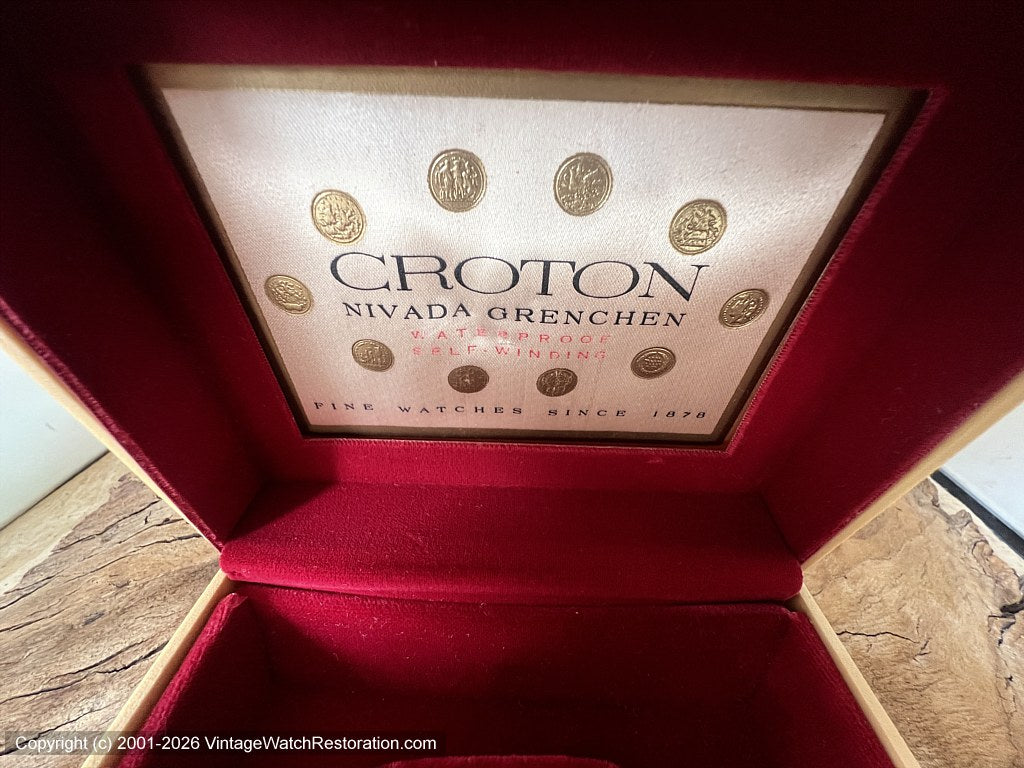 CROTON
NIVADA GRENCHEN
WATERPROOF
SELF-WINDING
FINE WATCHES SINCE 1878
Copyright (c) 2001-2026 VintageWatchRestoration.com